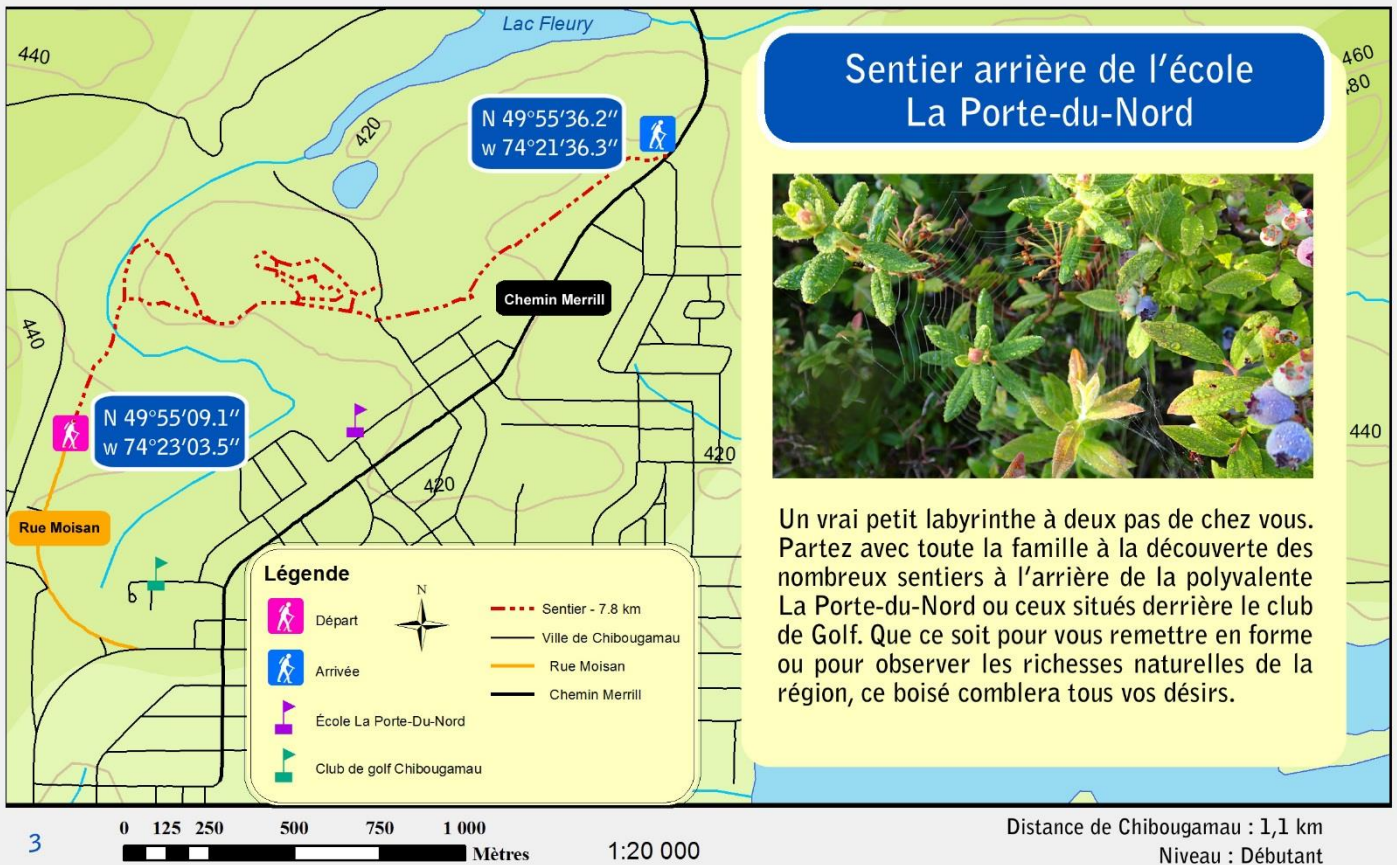 440
Lac Fleury
420
N 49°55'36.2"
w 74°21'36.3"
Sentier arrière de l'école
La Porte-du-Nord
460
480
Chemin Merrill
440
N 49°55'09.1"
w 74°23'03.5"
420
420
440
Rue Moisan
Un vrai petit labyrinthe à deux pas de chez vous.
Partez avec toute la famille à la découverte des
nombreux sentiers à l'arrière de la polyvalente
La Porte-du-Nord ou ceux situés derrière le club
de Golf. Que ce soit pour vous remettre en forme
ou pour observer les richesses naturelles de la
région, ce boisé comblera tous vos désirs.
Légende
N
Départ
Arrivée
École La Porte-Du-Nord
Club de golf Chibougamau
Sentier - 7.8 km
Ville de Chibougamau
Rue Moisan
Chemin Merrill
3
0 125 250 500 750 1 000
Mètres
1:20 000
Distance de Chibougamau : 1,1 km
Niveau : Débutant